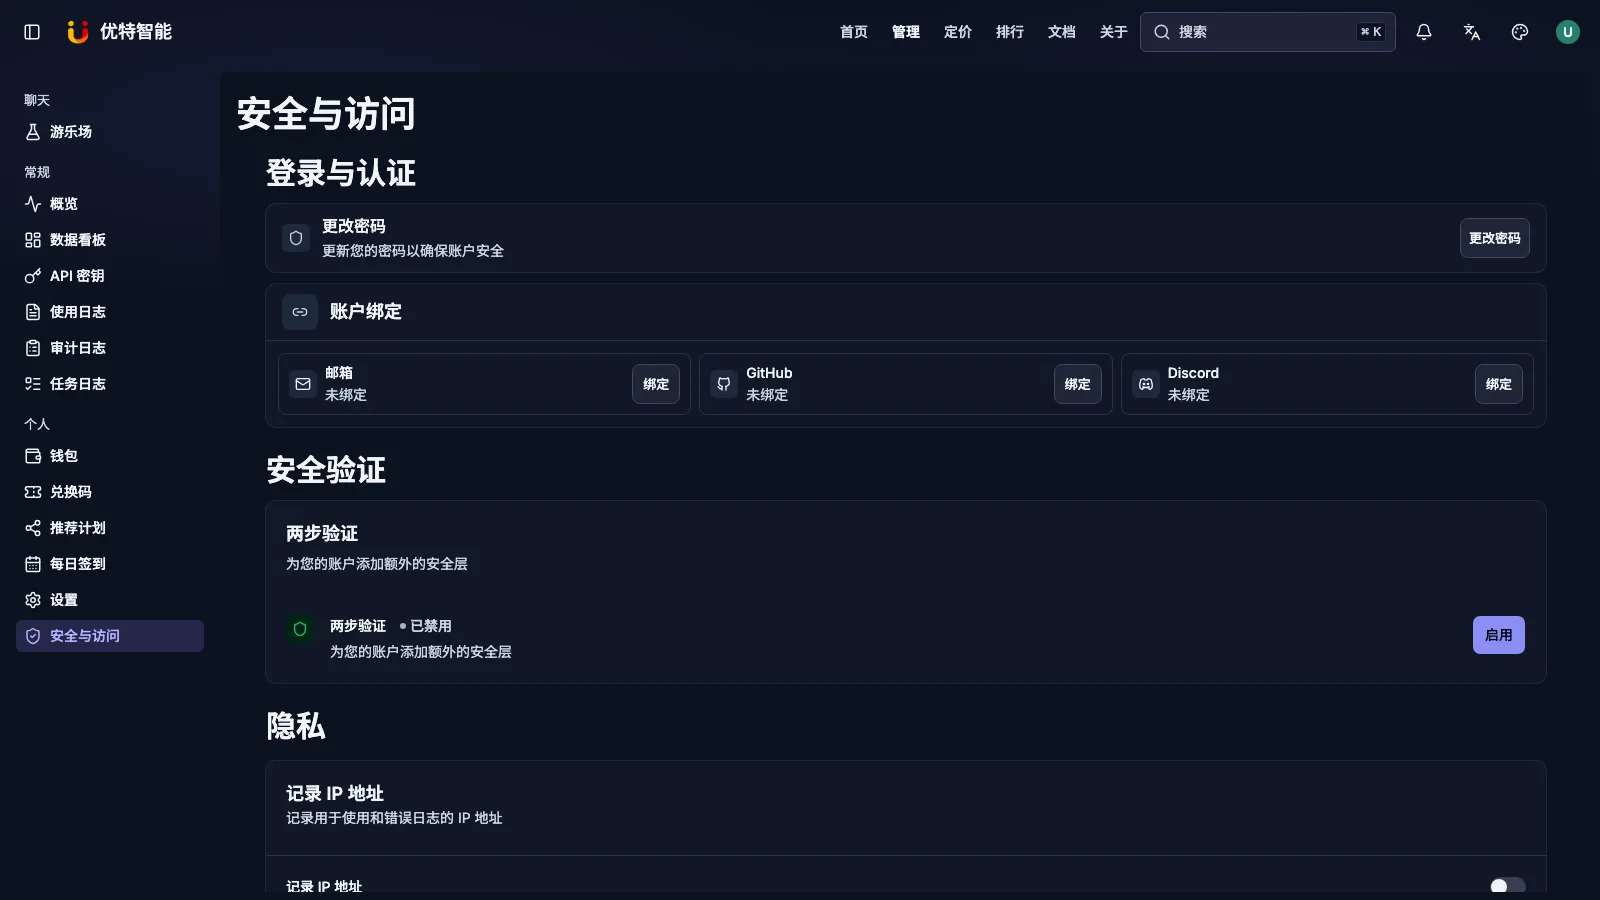 优特智能
首页 管理 定价 排行 文档 关于 搜索 ⌘ K U
聊天
游乐场
常规
概览
数据看板
API 密钥
使用日志
审计日志
任务日志
个人
钱包
兑换码
推荐计划
每日签到
设置
安全与访问
安全与访问
登录与认证
更改密码
更新您的密码以确保账户安全
更改密码
账户绑定
邮箱
未绑定
绑定
GitHub
未绑定
绑定
Discord
未绑定
绑定
安全验证
两步验证
为您的账户添加额外的安全层
两步验证 • 已禁用
为您的账户添加额外的安全层
启用
隐私
记录 IP 地址
记录用于使用和错误日志的 IP 地址
记录 IP 地址